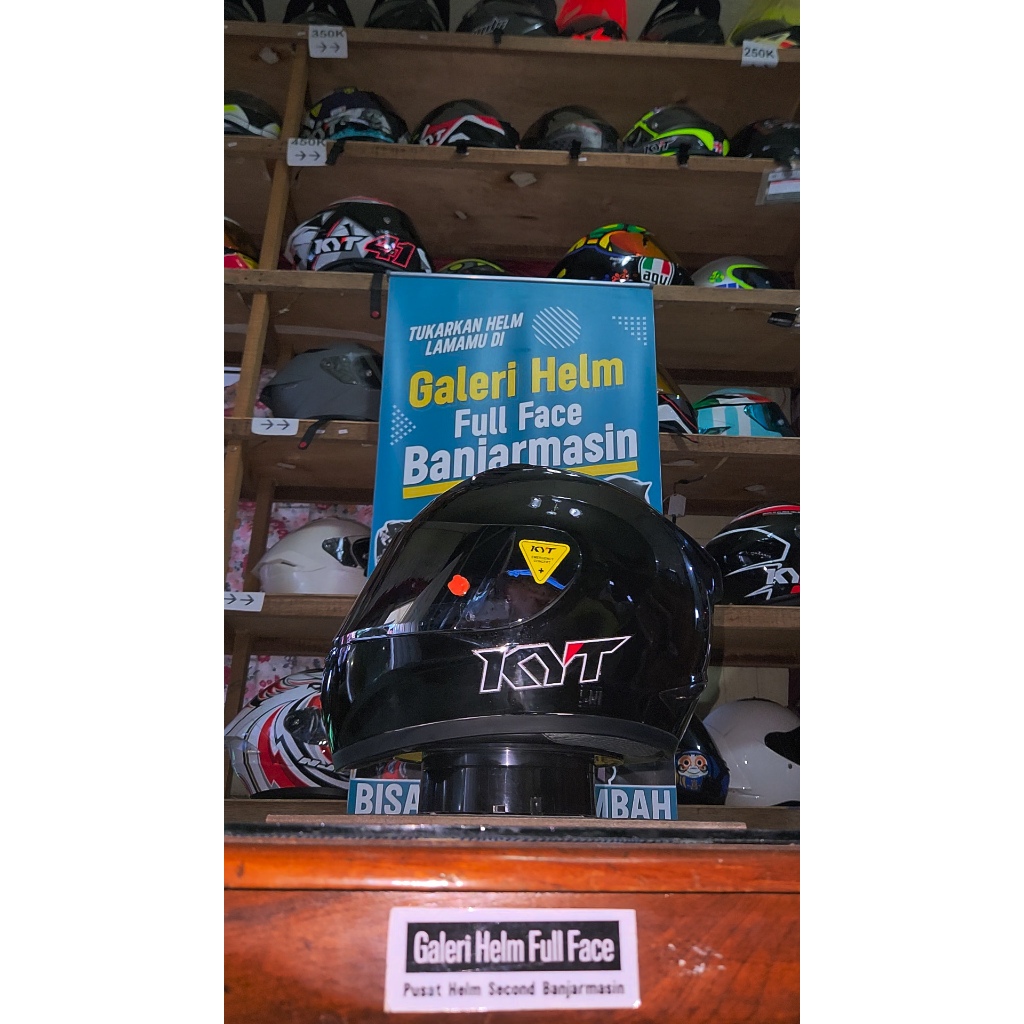 350K
250K
KYT
450K
KYT 41
agv
TUKARKAN HELM
LAMAMU DI
Galeri Helm
Full Face
Banjarmasin
KYT
KYT
BISA
MBAH
Galeri Helm Full Face
Pusat Helm Second Banjarmasin